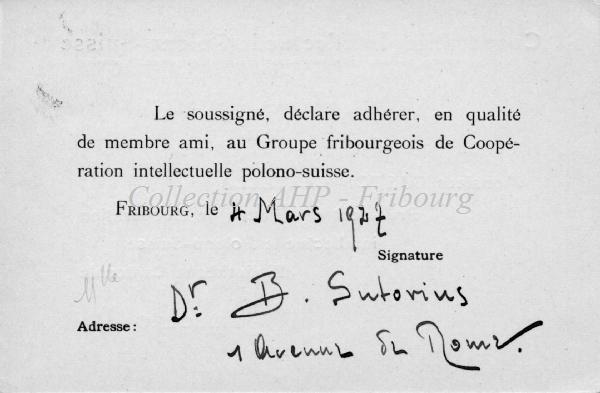 Le soussigné, déclare adhérer, en qualité
de membre ami, au Groupe fribourgeois de Coopé-
ration intellectuelle polono-suisse.
Collection AHP - Fribourg
FRIBOURG, le 4 Mars 1927
Signature
Mlle
Dr. B. Sutorius
Adresse:
1 Avenue de Rome.